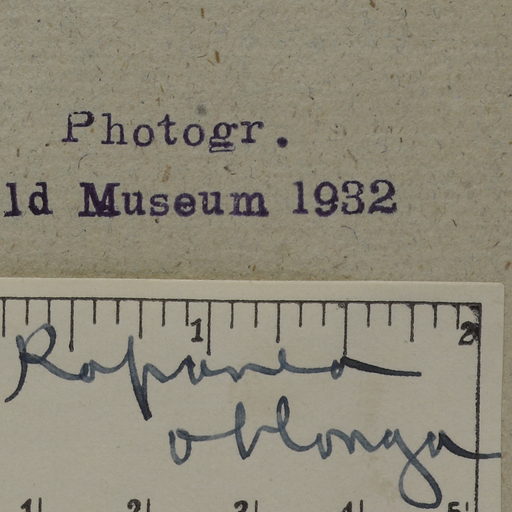 Photogr.
ld Museum 1932
1 2
Rapanea
oblonga
1 2 3 4 5